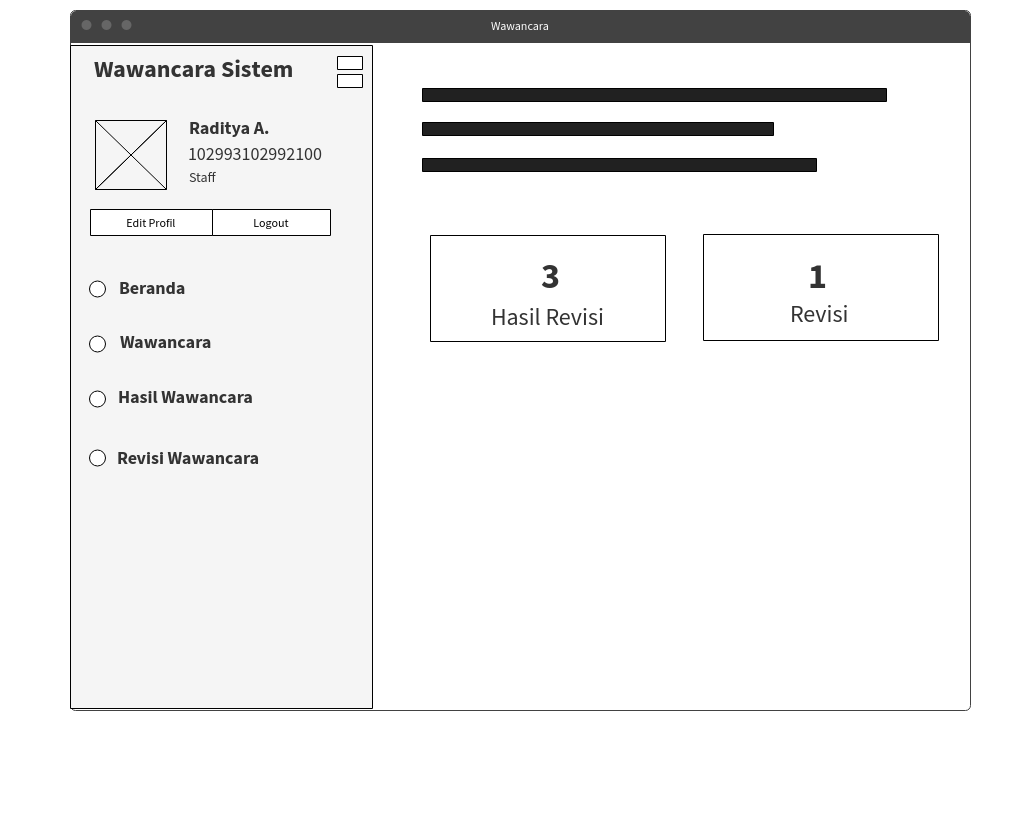 Wawancara
Wawancara Sistem
Raditya A.
102993102992100
Staff
Edit Profil
Logout
Beranda
Wawancara
Hasil Wawancara
Revisi Wawancara
3
Hasil Revisi
1
Revisi